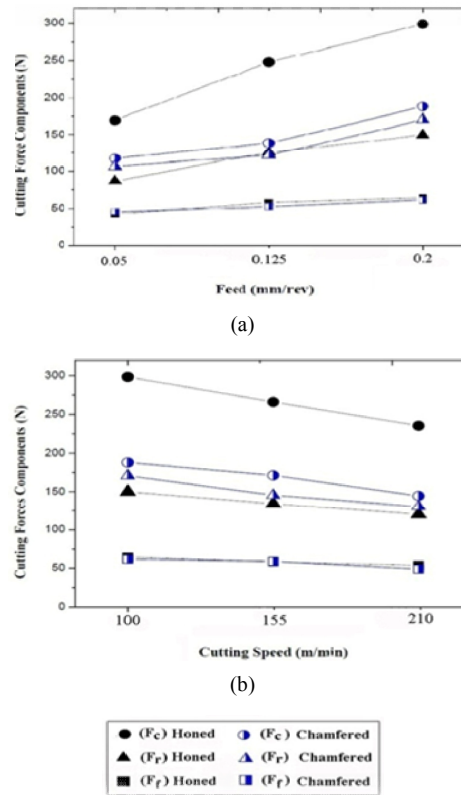 Cutting Force Components (N)
300
250
200
150
100
50
0
0.05 0.125 0.2
Feed (mm/rev)
(a)
Cutting Forces Components (N)
300
250
200
150
100
50
0
100 155 210
Cutting Speed (m/min)
(b)
(Fc) Honed (Fc) Chamfered
(Fr) Honed (Fr) Chamfered
(Ff) Honed (Ff) Chamfered